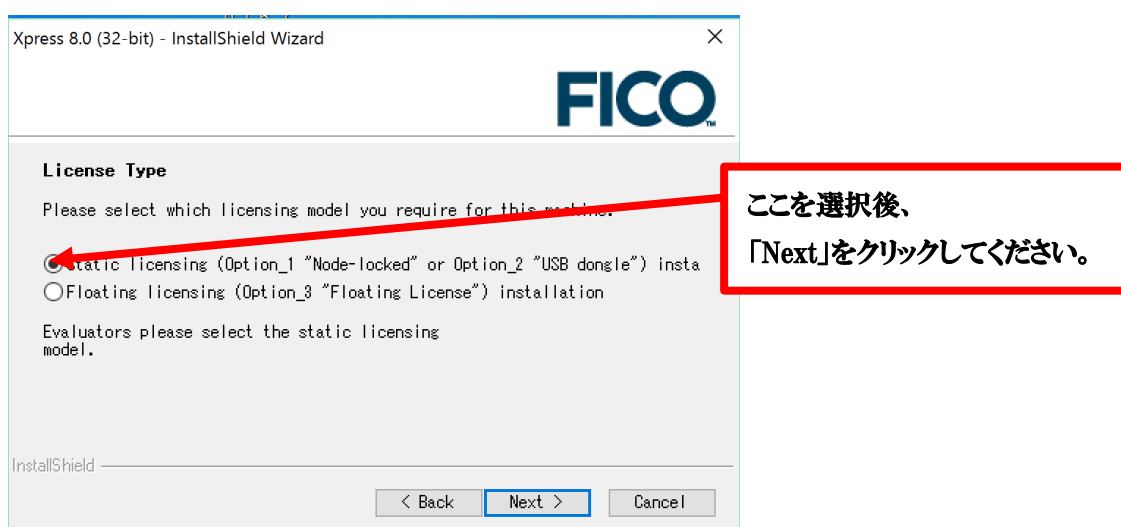 Xpress 8.0 (32-bit) - InstallShield Wizard
FICO
TM
License Type
Please select which licensing model you require for this machine.
Static licensing (Option_1 "Node-locked" or Option_2 "USB dongle") insta
Floating licensing (Option_3 "Floating License") installation
Evaluators please select the static licensing
model.
InstallShield
< Back Next > Cancel
ここを選択後、
「Next」をクリックしてください。